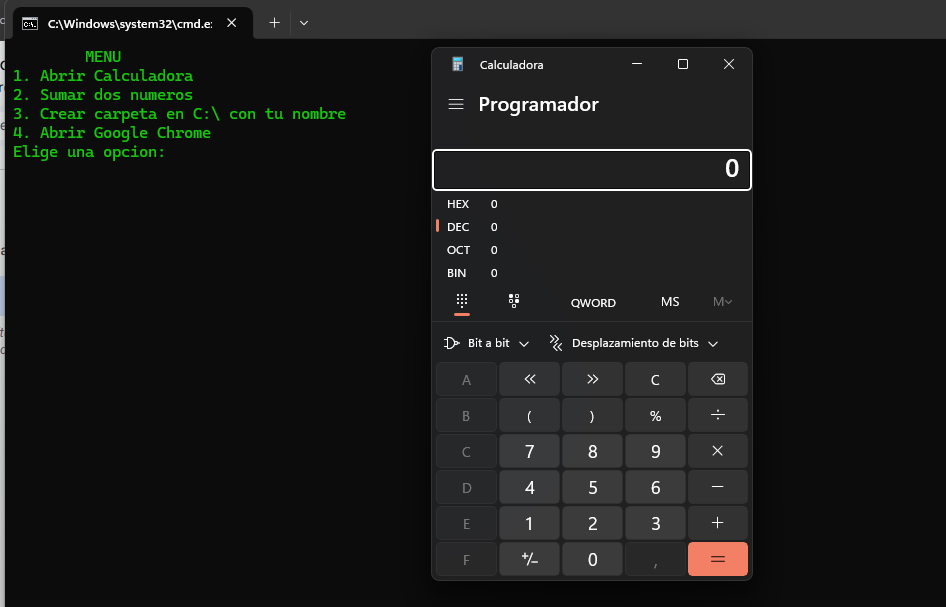 C:\Windows\system32\cmd.e:
MENU
1. Abrir Calculadora
2. Sumar dos numeros
3. Crear carpeta en C:\ con tu nombre
4. Abrir Google Chrome
Elige una opcion:
Calculadora
Programador
0
HEX 0
DEC 0
OCT 0
BIN 0
QWORD MS M
Bit a bit Desplazamiento de bits
A « » C
B ( ) % ÷
C 7 8 9 ×
D 4 5 6 −
E 1 2 3 +
F +/− 0 , =